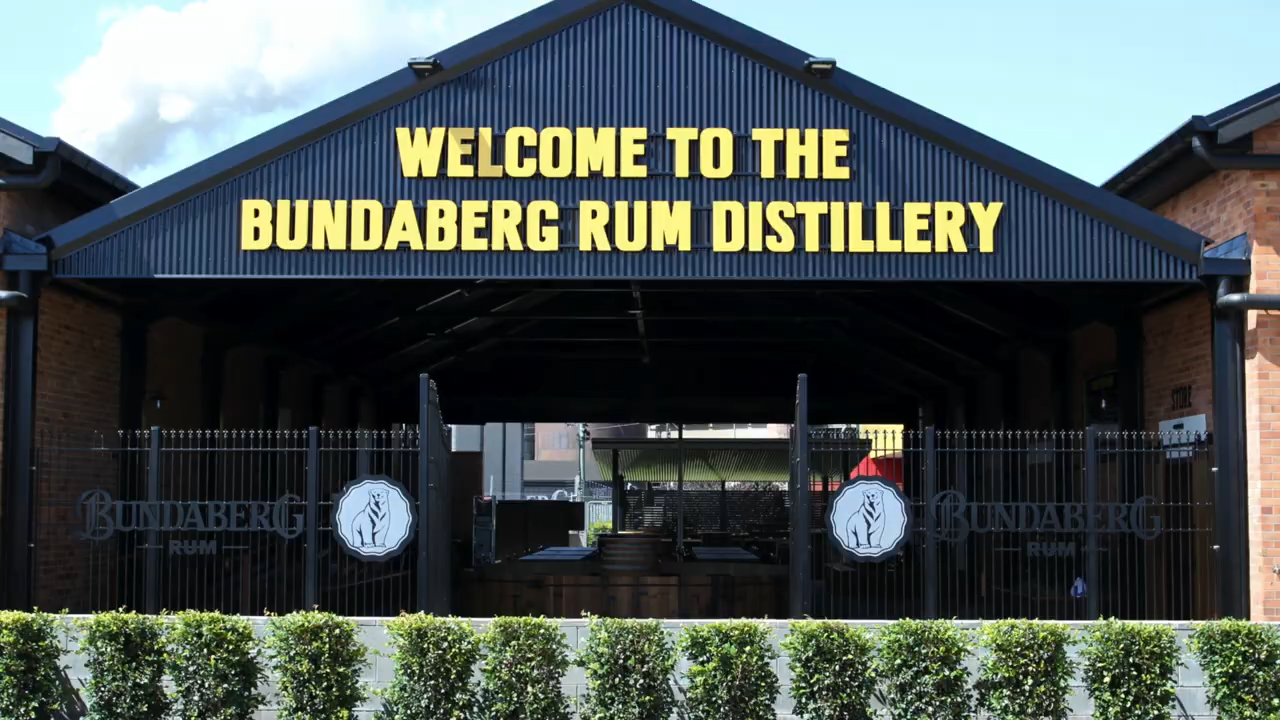 WELCOME TO THE
BUNDABERG RUM DISTILLERY
STORE
BUNDABERG
RUM
BUNDABERG
RUM